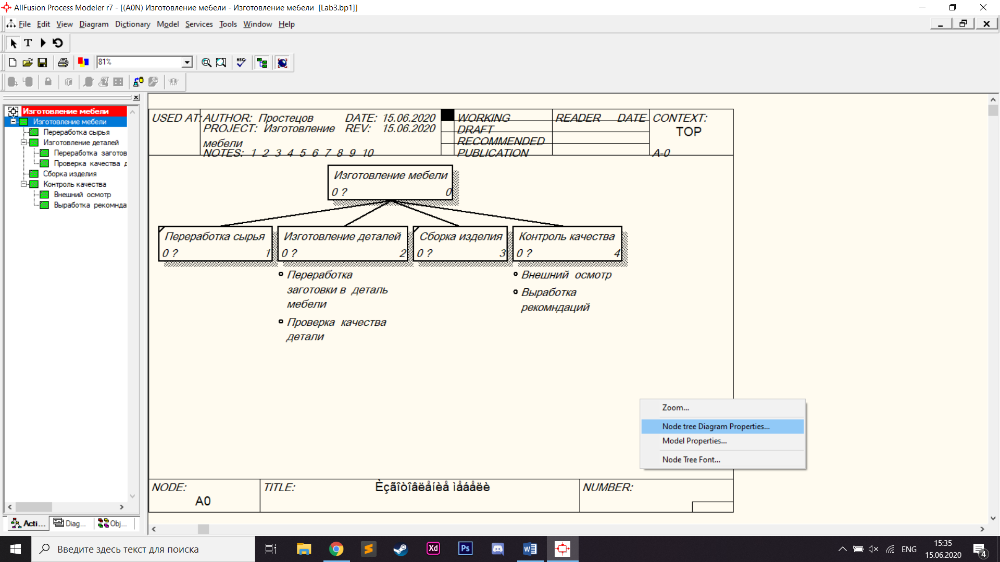 AllFusion Process Modeler r7 - [(A0N) Изготовление мебели - Изготовление мебели  [Lab3.bp1]]
File Edit View Diagram Dictionary Model Services Tools Window Help
T
81%
ABC
Изготовление мебели
Изготовление мебели
Переработка сырья
Изготовление деталей
Переработка заготов
Проверка качества д
Сборка изделия
Контроль качества
Внешний осмотр
Выработка рекомнда
Acti... Diag... Obj...
USED AT: AUTHOR: Простецов DATE: 15.06.2020 WORKING READER DATE CONTEXT:
PROJECT: Изготовление мебели REV: 15.06.2020 DRAFT TOP
RECOMMENDED
NOTES: 1 2 3 4 5 6 7 8 9 10 PUBLICATION A-0
Изготовление мебели
0 ? 0
Переработка сырья
0 ? 1
Изготовление деталей
0 ? 2
Сборка изделия
0 ? 3
Контроль качества
0 ? 4
Переработка
заготовки в деталь
мебели
Проверка качества
детали
Внешний осмотр
Выработка
рекомндаций
Zoom...
Node tree Diagram Properties...
Model Properties...
Node Tree Font...
NODE: TITLE: Èçãîòîâëåíèå ìåáåëè NUMBER:
A0
Введите здесь текст для поиска
Xd
Ps
W
ENG
15:35
15.06.2020
4